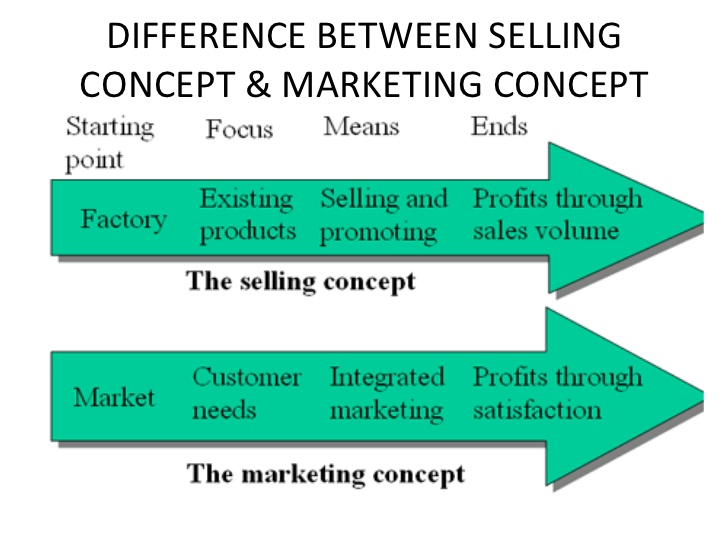 DIFFERENCE BETWEEN SELLING
CONCEPT & MARKETING CONCEPT
Starting
point
Focus
Means
Ends
Factory
Existing
products
Selling and
promoting
Profits through
sales volume
The selling concept
Market
Customer
needs
Integrated
marketing
Profits through
satisfaction
The marketing concept